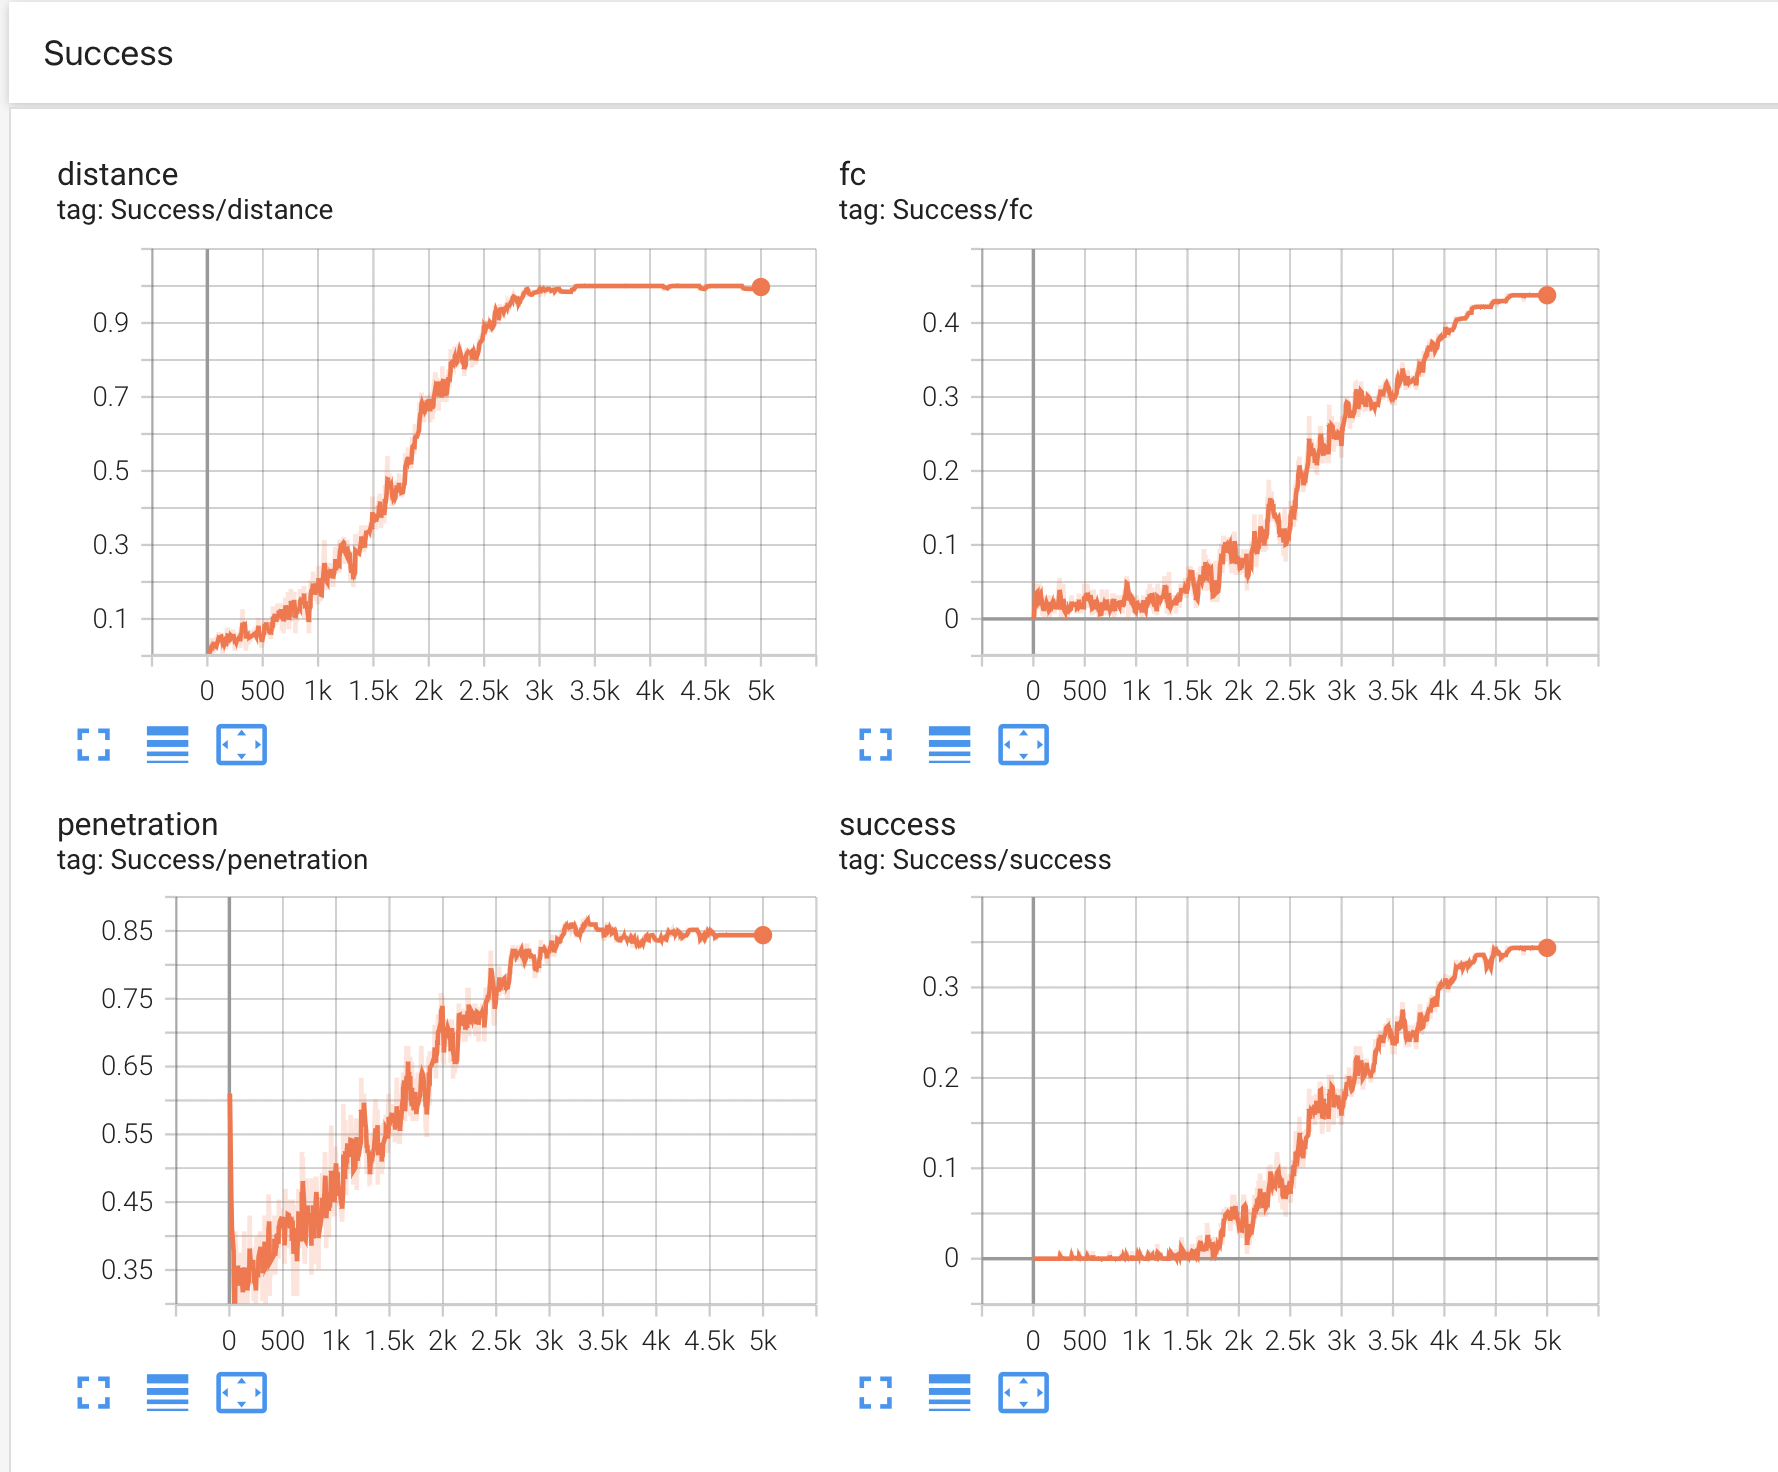 Success
distance
tag: Success/distance
0.9
0.7
0.5
0.3
0.1
0 500 1k 1.5k 2k 2.5k 3k 3.5k 4k 4.5k 5k
fc
tag: Success/fc
0.4
0.3
0.2
0.1
0
0 500 1k 1.5k 2k 2.5k 3k 3.5k 4k 4.5k 5k
penetration
tag: Success/penetration
0.85
0.75
0.65
0.55
0.45
0.35
0 500 1k 1.5k 2k 2.5k 3k 3.5k 4k 4.5k 5k
success
tag: Success/success
0.3
0.2
0.1
0
0 500 1k 1.5k 2k 2.5k 3k 3.5k 4k 4.5k 5k